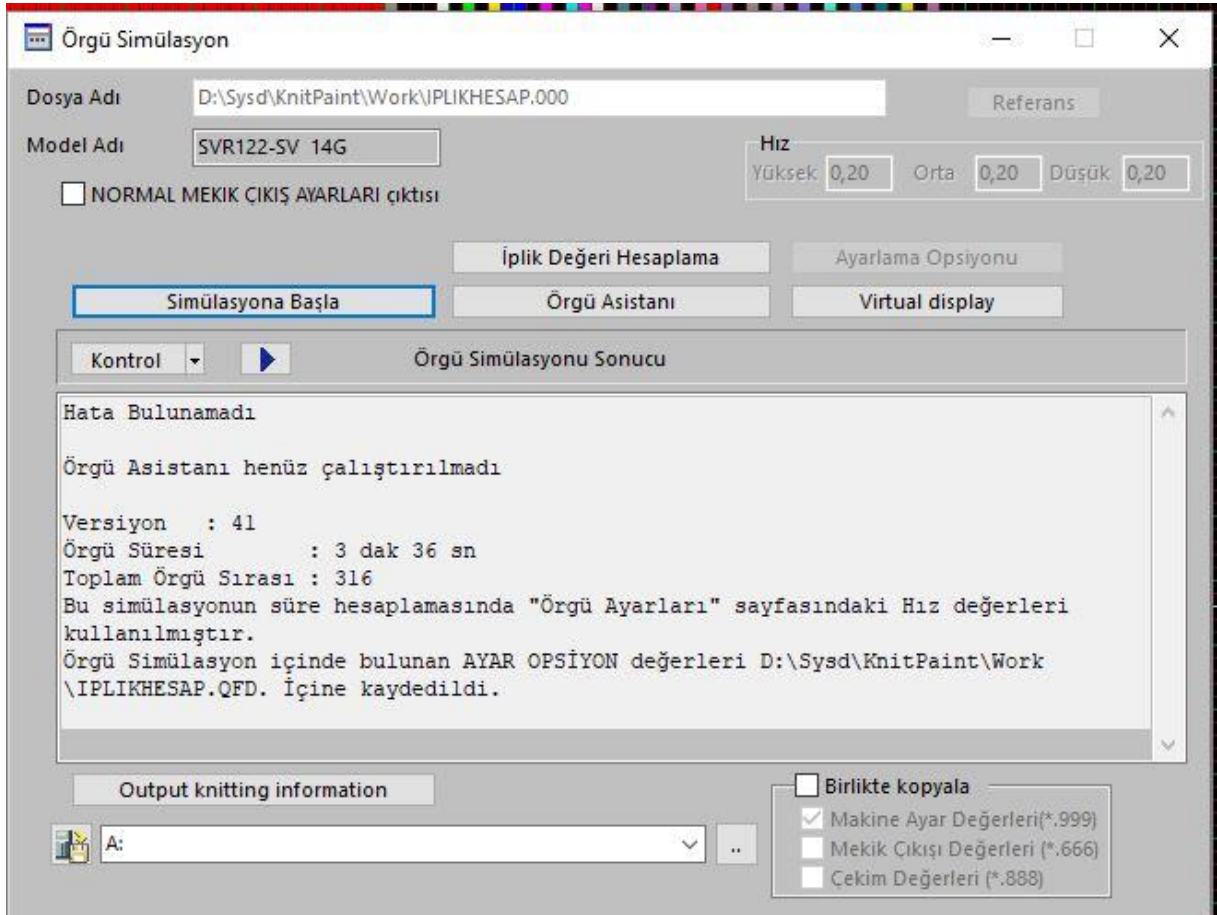 Örgü Simülasyon
Dosya Adı D:\Sysd\KnitPaint\Work\IPLIKHESAP.000 Referans
Model Adı SVR122-SV 14G
Hız
Yüksek 0,20 Orta 0,20 Düşük 0,20
NORMAL MEKIK ÇIKIŞ AYARLARI çıktısı
İplik Değeri Hesaplama Ayarlama Opsiyonu
Simülasyona Başla Örgü Asistanı Virtual display
Kontrol Örgü Simülasyonu Sonucu
Hata Bulunamadı
Örgü Asistanı henüz çalıştırılmadı
Versiyon : 41
Örgü Süresi : 3 dak 36 sn
Toplam Örgü Sırası : 316
Bu simülasyonun süre hesaplamasında "Örgü Ayarları" sayfasındaki Hız değerleri
kullanılmıştır.
Örgü Simülasyon içinde bulunan AYAR OPSİYON değerleri D:\Sysd\KnitPaint\Work
\IPLIKHESAP.QFD. İçine kaydedildi.
Output knitting information
Birlikte kopyala
Makine Ayar Değerleri(*.999)
A: ..
Mekik Çıkışı Değerleri (*.666)
Çekim Değerleri (*.888)